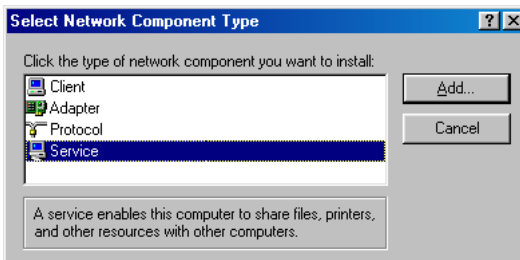 Select Network Component Type
Click the type of network component you want to install:
Client
Add...
Adapter
Protocol
Cancel
Service
A service enables this computer to share files, printers,
and other resources with other computers.